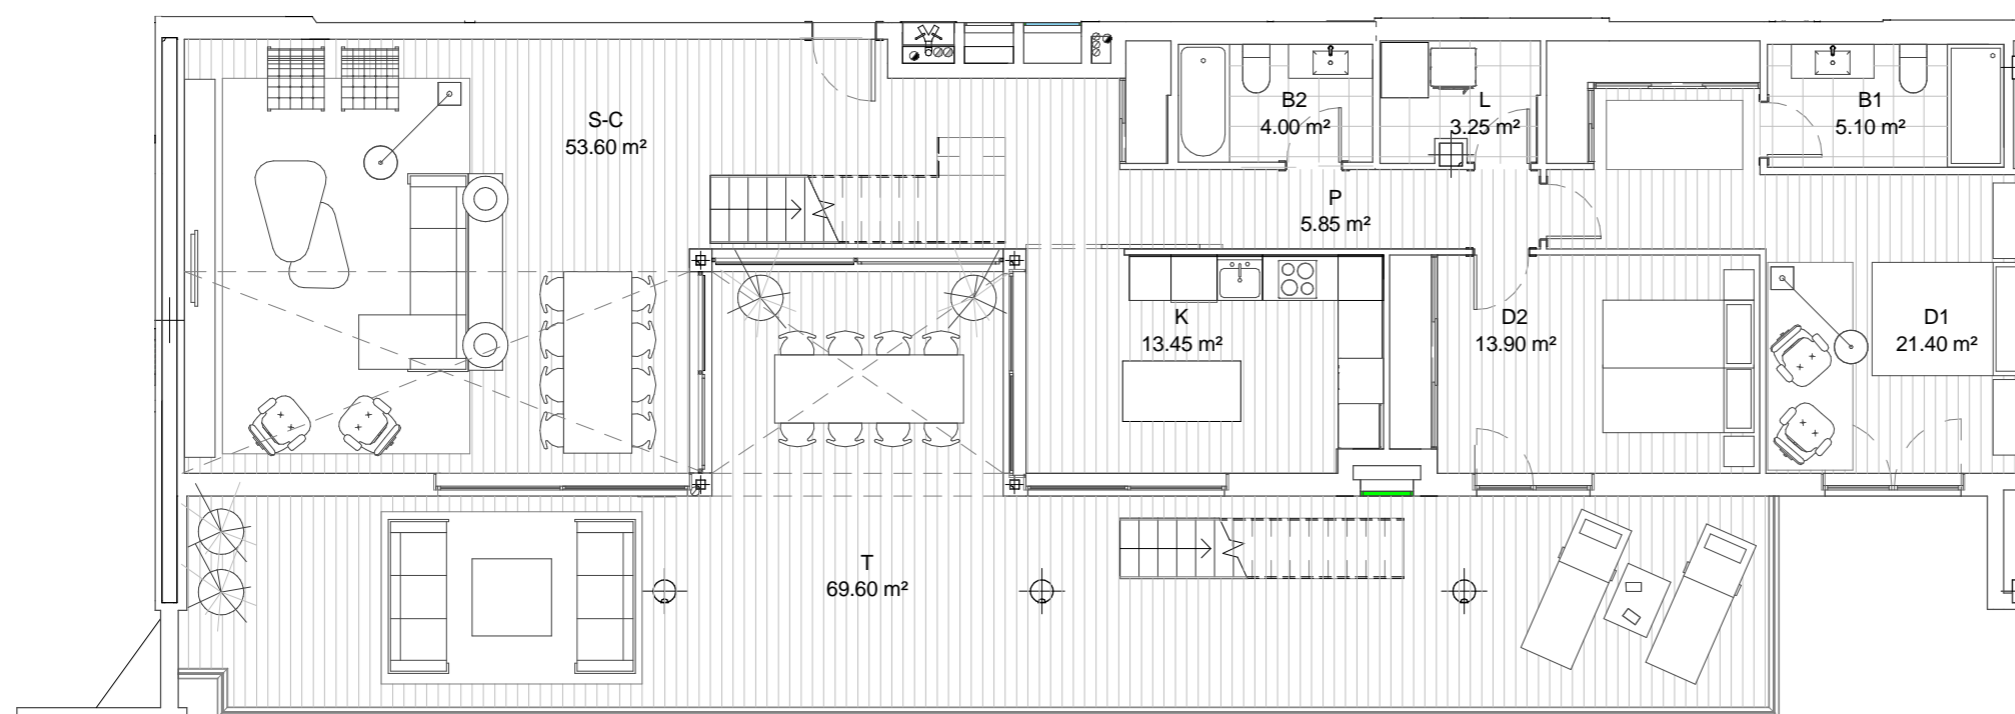 S-C
53.60 m²
B2
4.00 m²
L
3.25 m²
B1
5.10 m²
P
5.85 m²
K
13.45 m²
D2
13.90 m²
D1
21.40 m²
T
69.60 m²